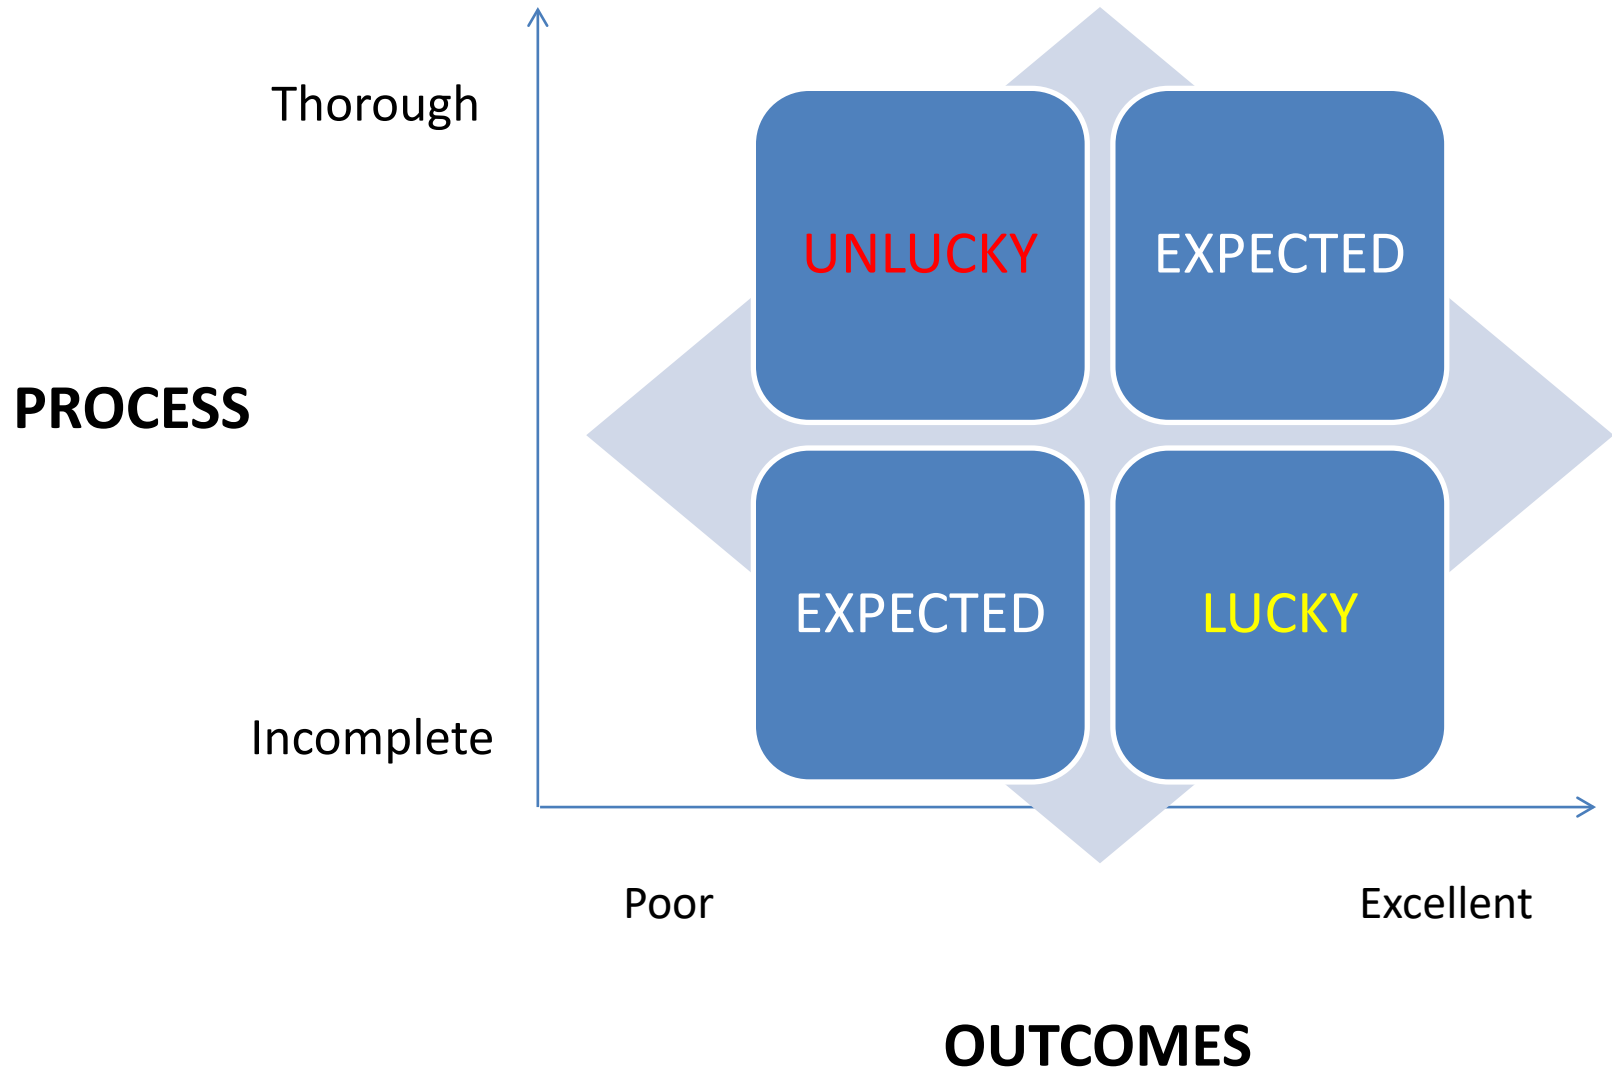 Thorough
UNLUCKY
EXPECTED
PROCESS
EXPECTED
LUCKY
Incomplete
Poor
Excellent
OUTCOMES